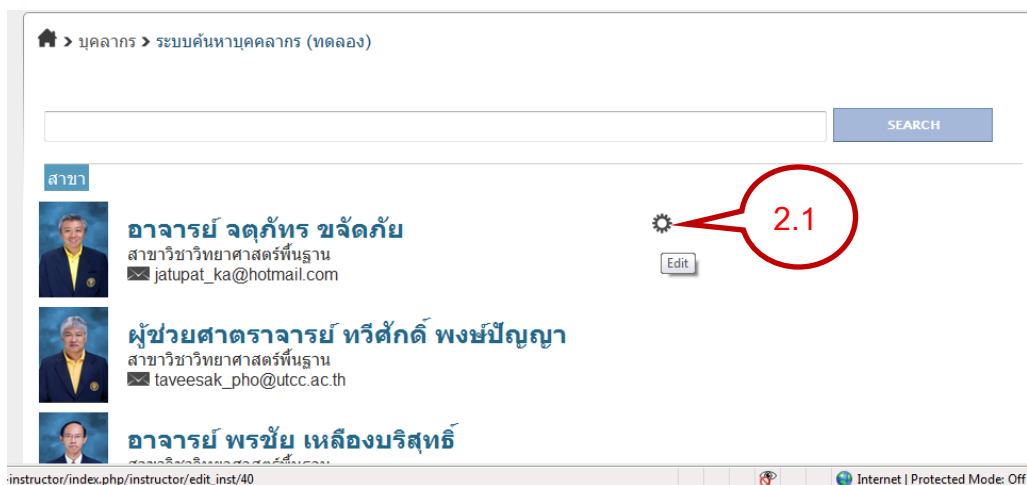 บุคลากร > ระบบค้นหาบุคคลากร (ทดลอง)
SEARCH
สาขา
อาจารย์ จตุภัทร ขจัดภัย
สาขาวิชาวิทยาศาสตร์พื้นฐาน
jatupat_ka@hotmail.com
2.1
Edit
ผู้ช่วยศาตราจารย์ ทวีศักดิ์ พงษ์ปัญญา
สาขาวิชาวิทยาศาสตร์พื้นฐาน
taveesak_pho@utcc.ac.th
อาจารย์ พรชัย เหลืองบริสุทธิ์
-instructor/index.php/instructor/edit_inst/40
Internet | Protected Mode: Off